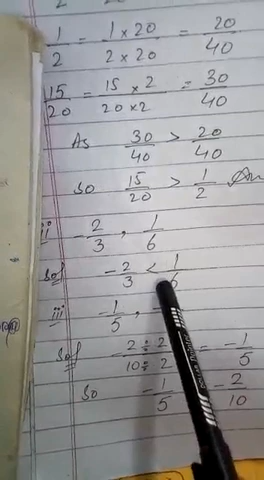 1/2 = 1 × 20 / 2 × 20 = 20/40
15/20 = 15 × 2 / 20 × 2 = 30/40
As 30/40 > 20/40
So 15/20 > 1/2 Ans
ii -2/3 , 1/6
Sol -2/3 < 1/6
iii -1/5 , -
Sol -2 ÷ 2 / 10 ÷ 2 = -1/5
So -1/5 -2/10